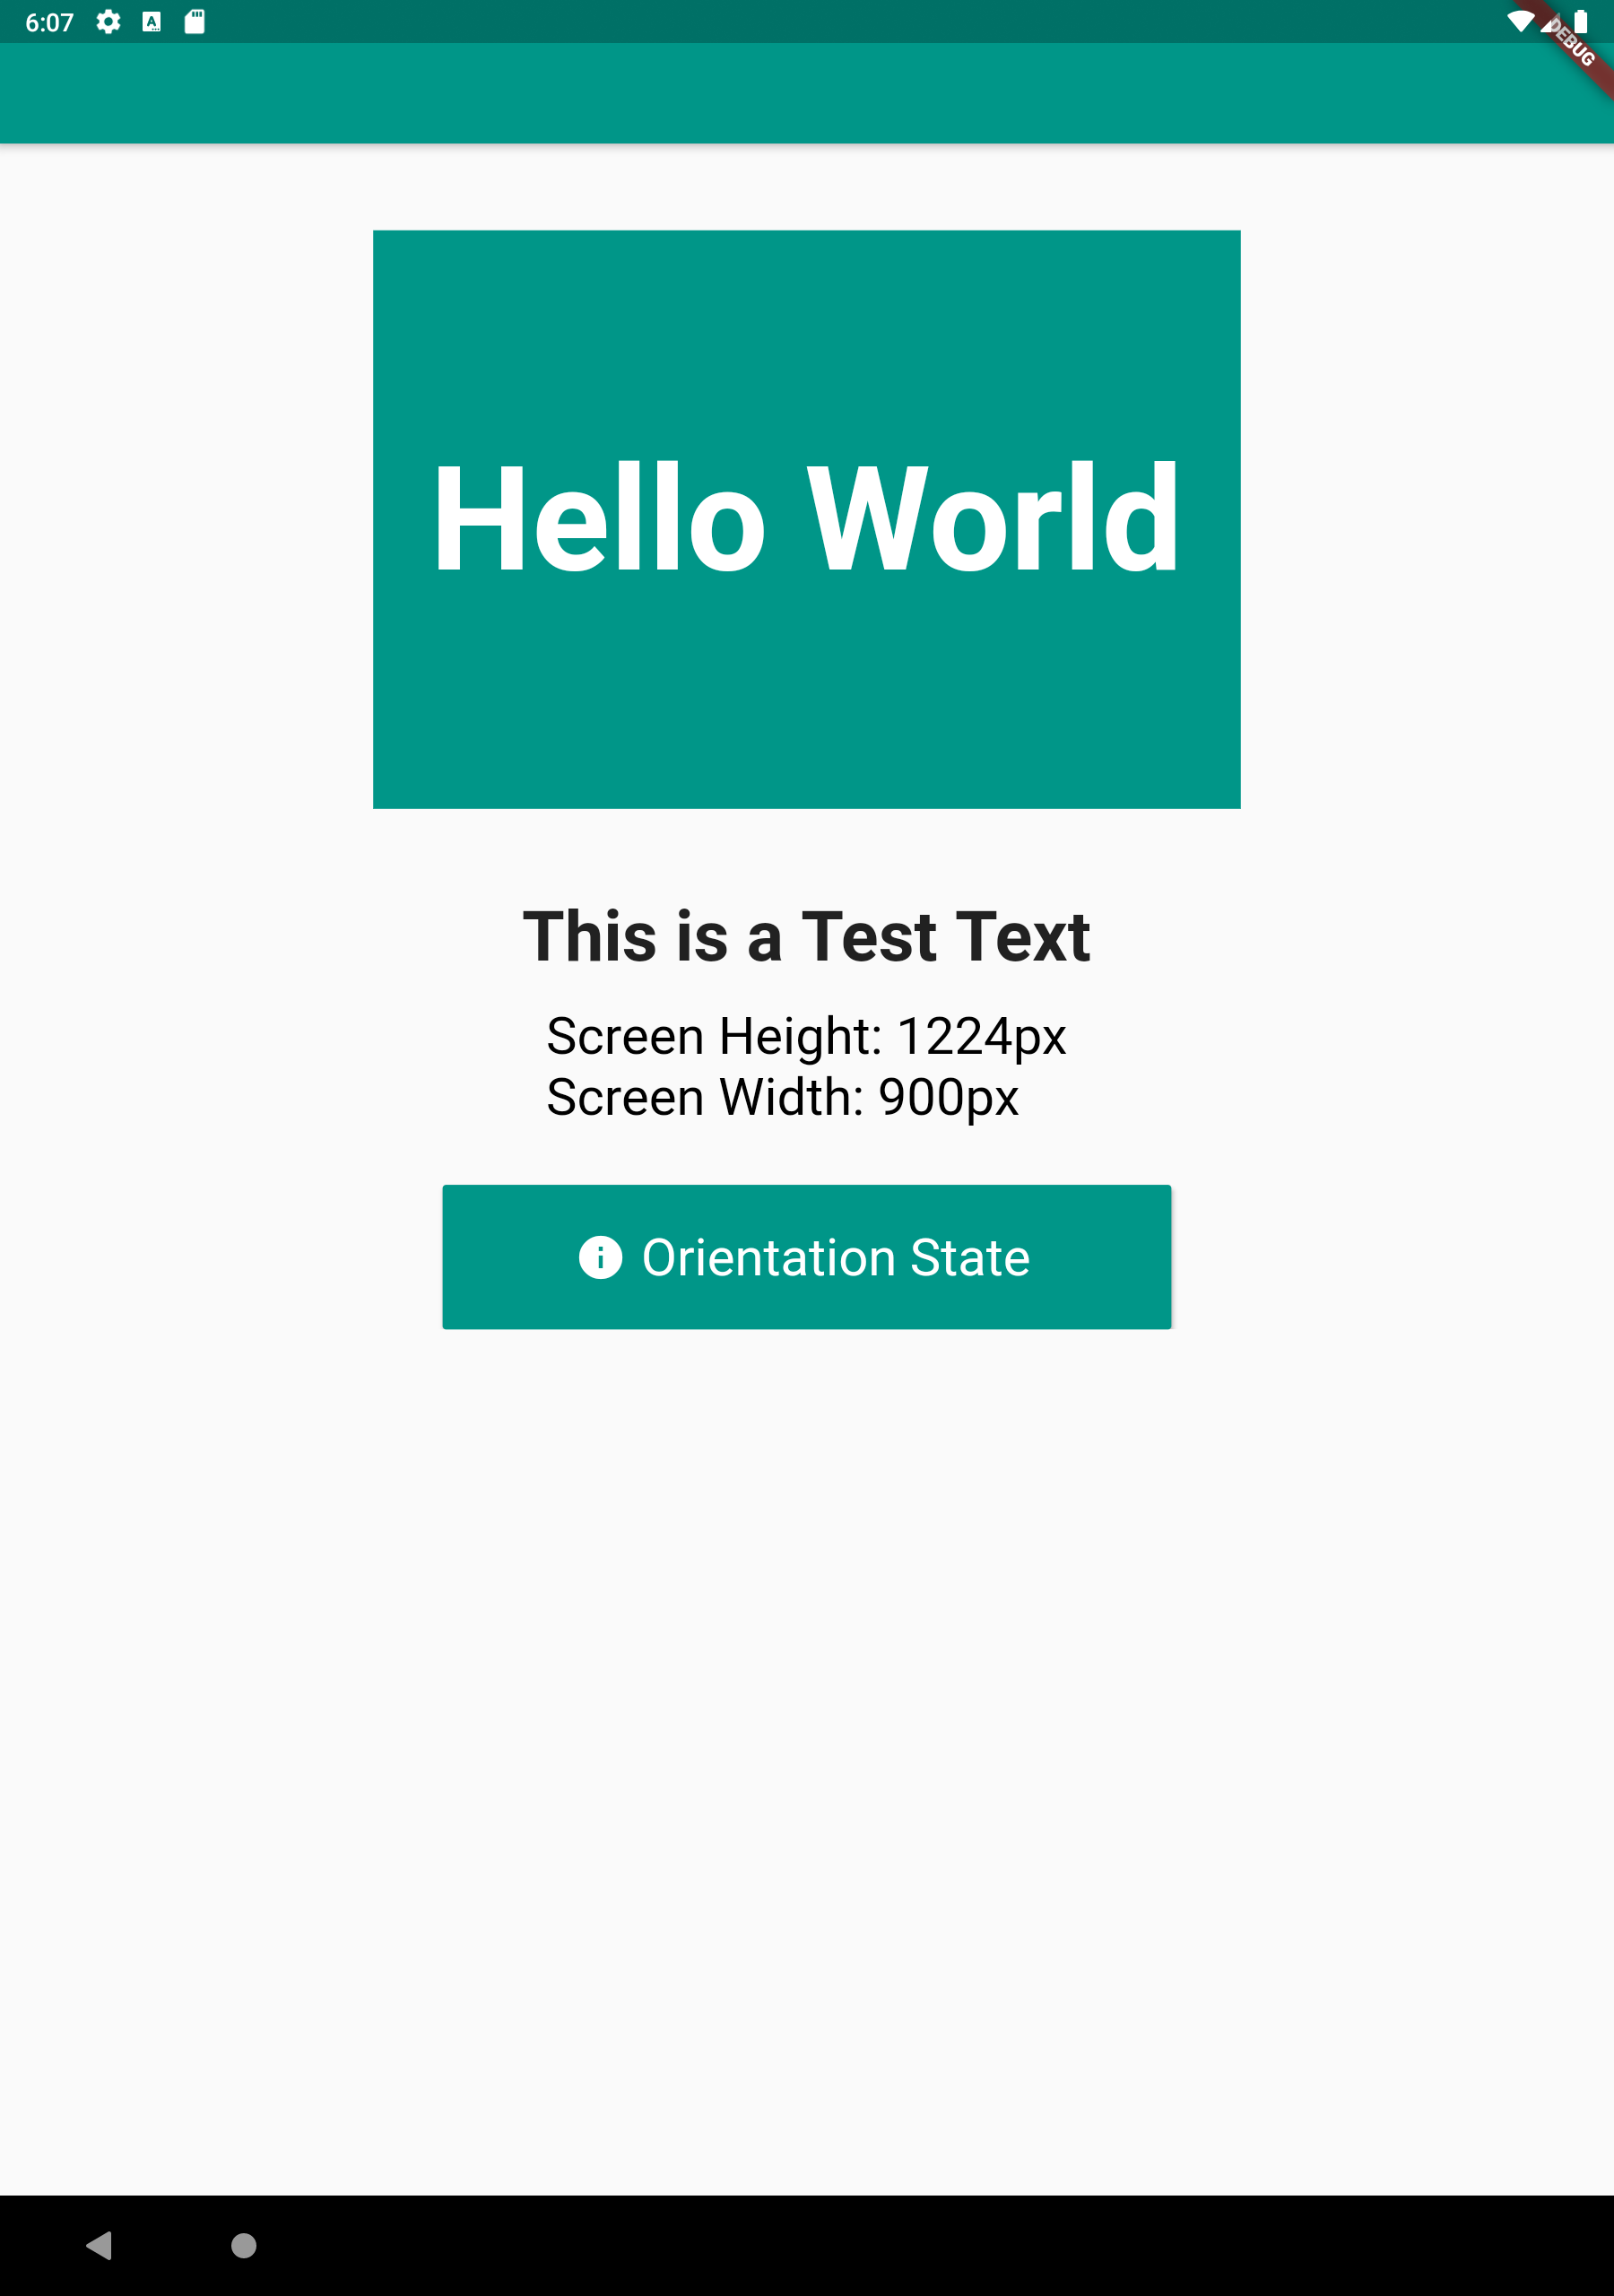 6:07
DEBUG
Hello World
This is a Test Text
Screen Height: 1224px
Screen Width: 900px
Orientation State